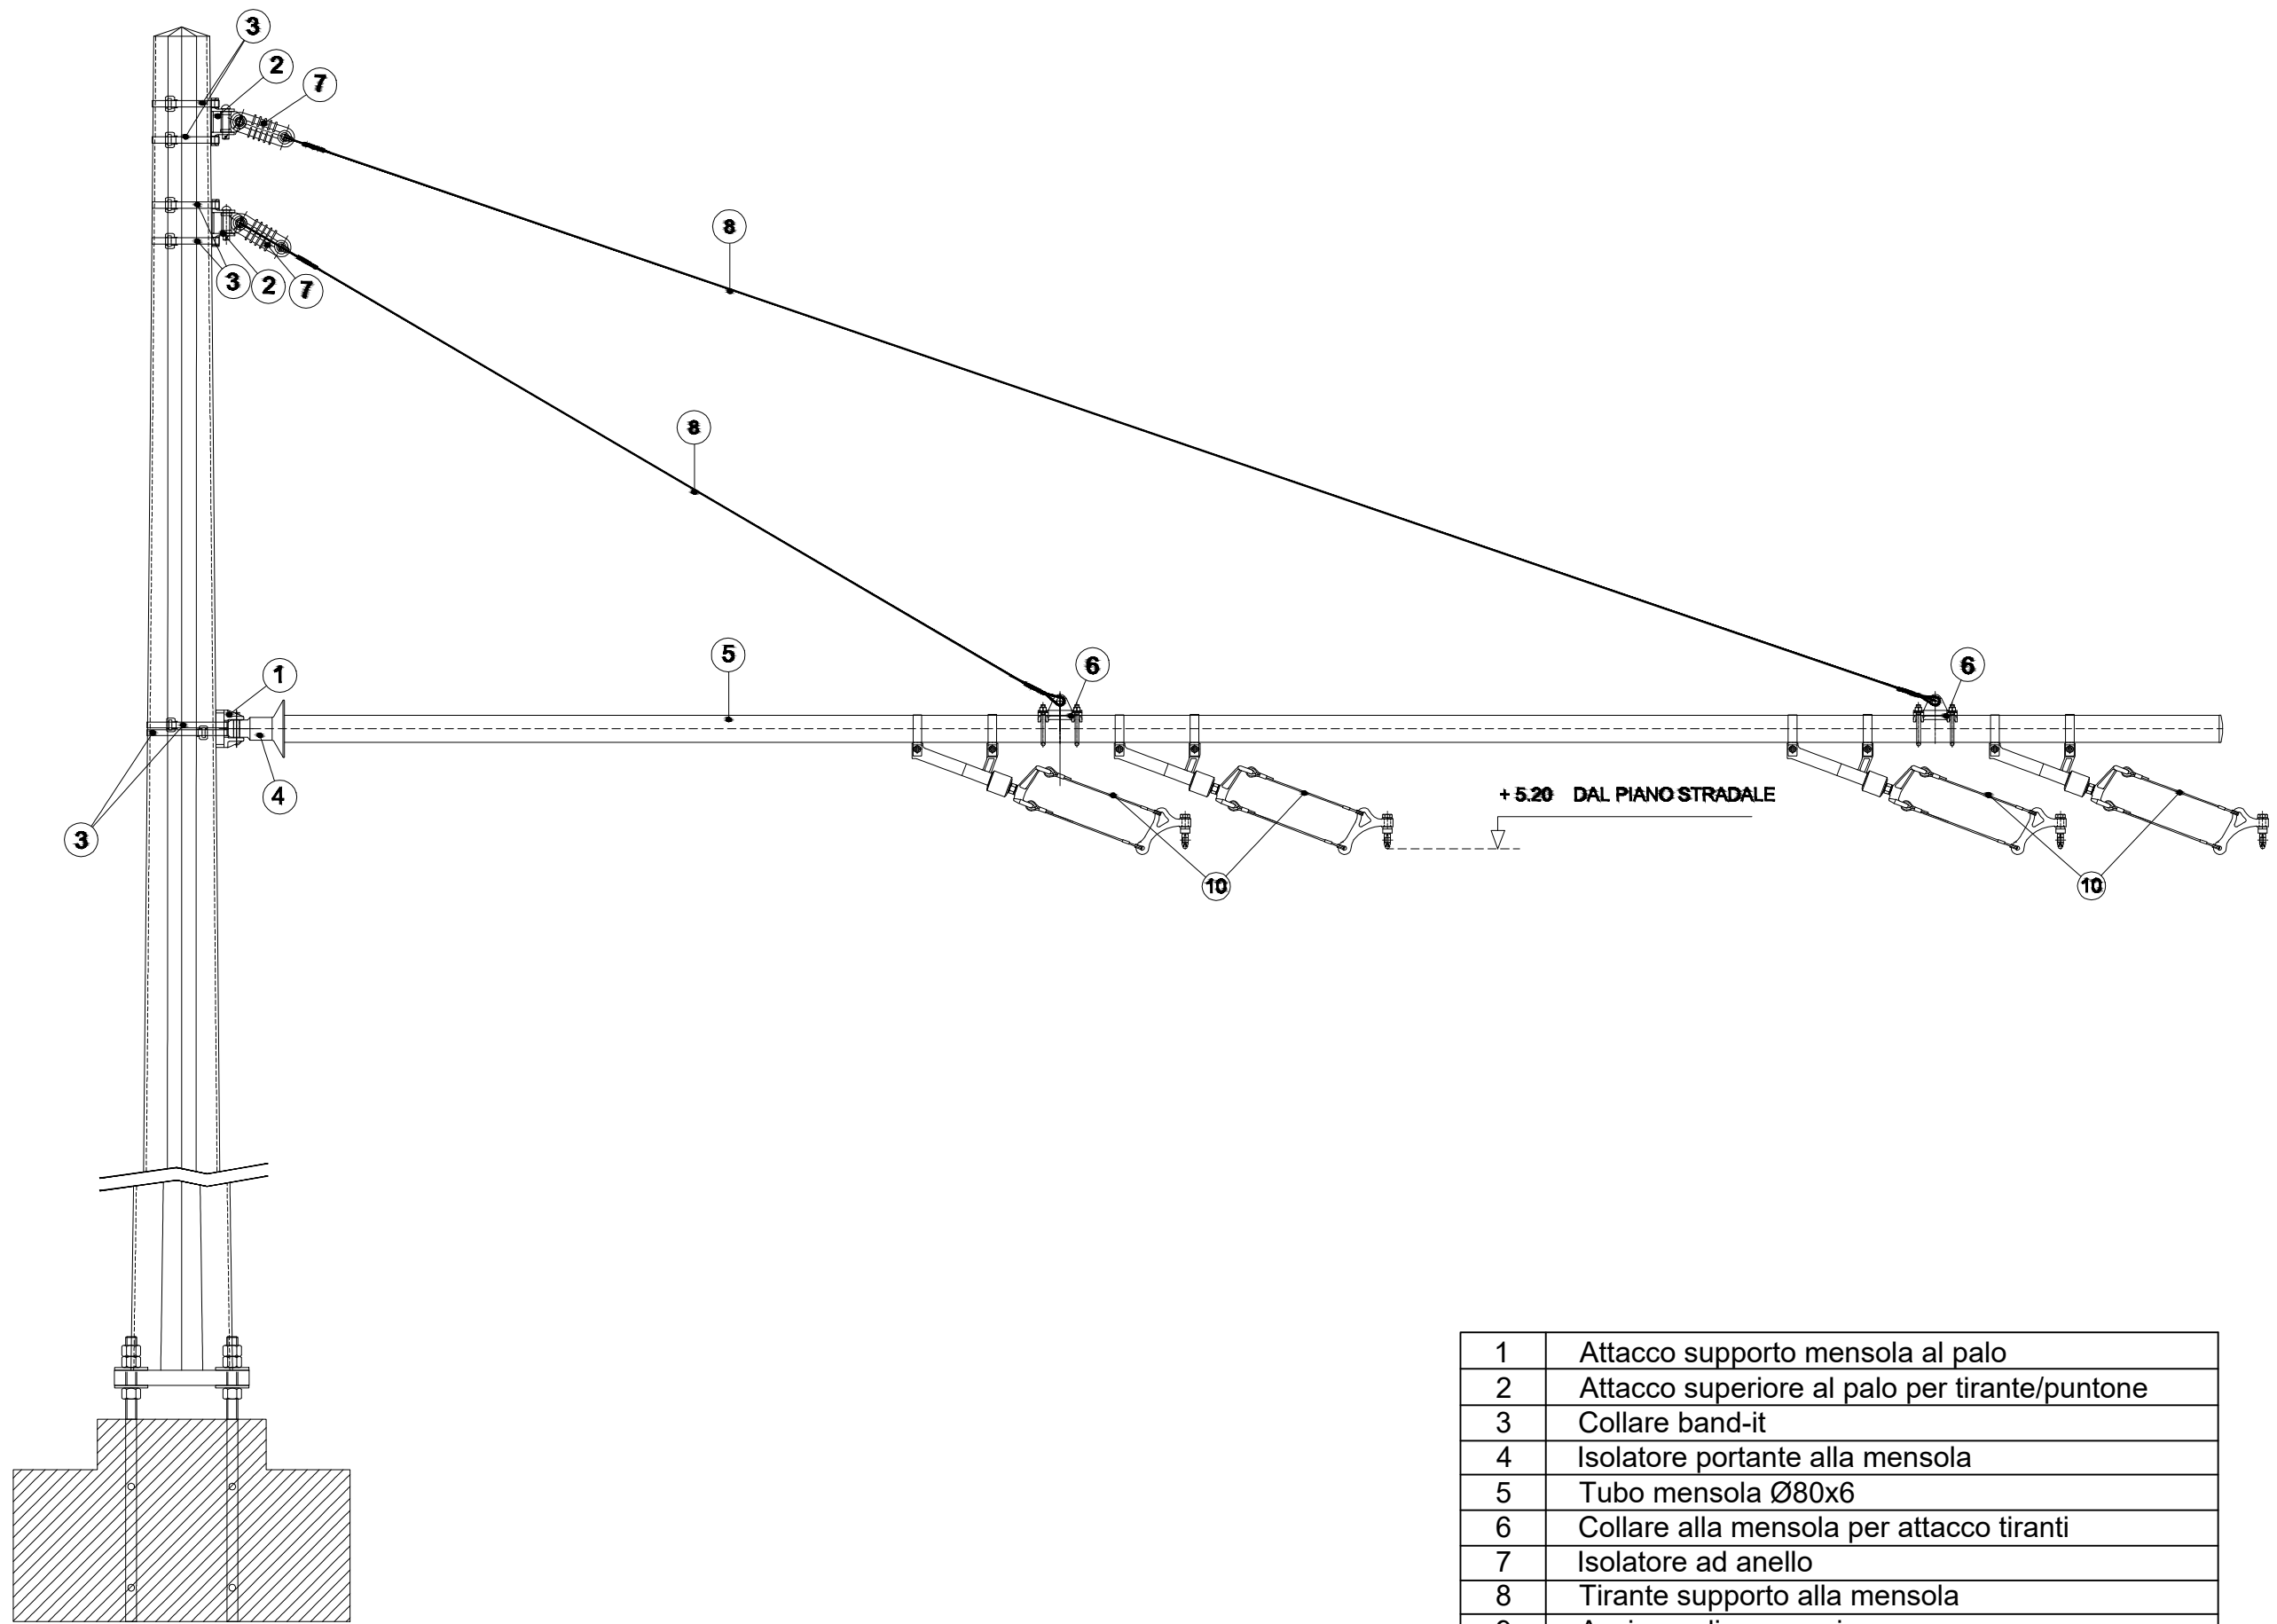 3
2
7
8
3
2
7
8
1
5
6
6
4
3
+ 5.20 DAL PIANO STRADALE
10
10
1 Attacco supporto mensola al palo
2 Attacco superiore al palo per tirante/puntone
3 Collare band-it
4 Isolatore portante alla mensola
5 Tubo mensola Ø80x6
6 Collare alla mensola per attacco tiranti
7 Isolatore ad anello
8 Tirante supporto alla mensola